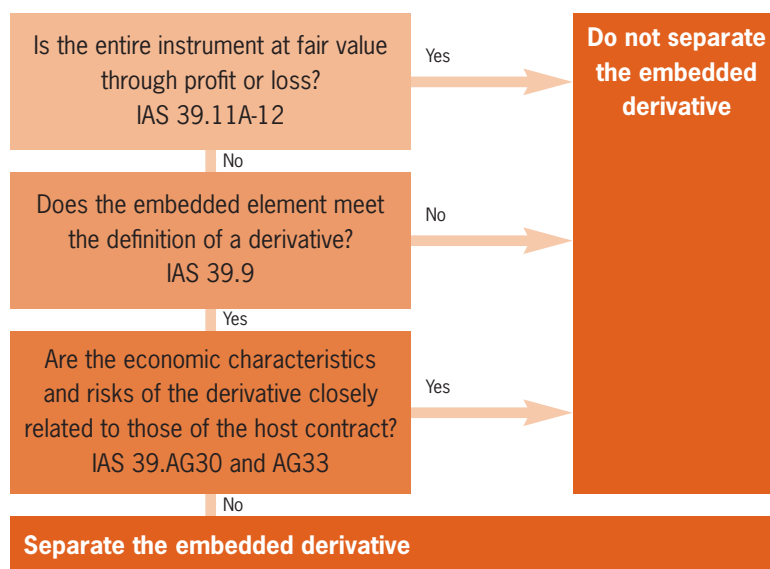 Is the entire instrument at fair value
through profit or loss?
IAS 39.11A-12
Yes
Do not separate
the embedded
derivative
No
Does the embedded element meet
the definition of a derivative?
IAS 39.9
No
Yes
Are the economic characteristics
and risks of the derivative closely
related to those of the host contract?
IAS 39.AG30 and AG33
Yes
No
Separate the embedded derivative